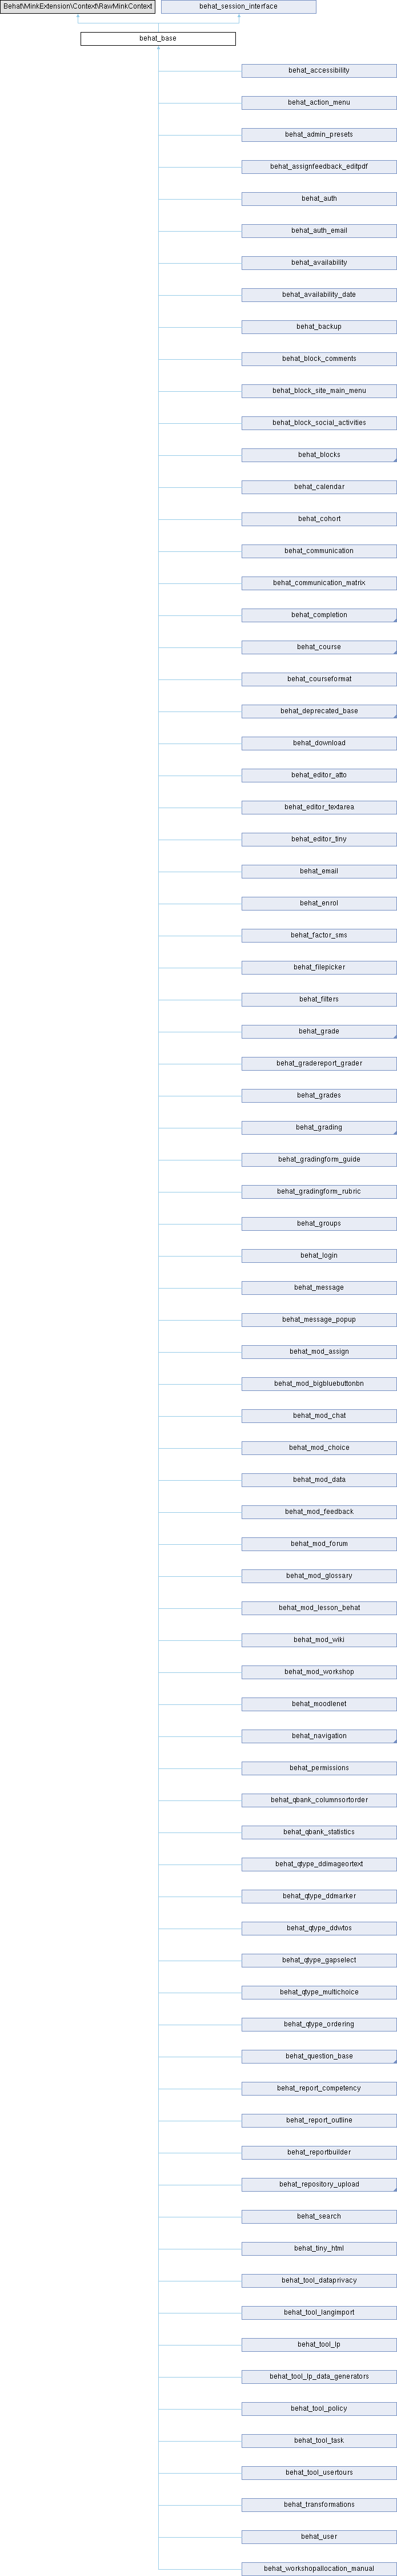 Behat\MinkExtension\Context\RawMinkContext
behat_session_interface
behat_base
behat_accessibility
behat_action_menu
behat_admin_presets
behat_assignfeedback_editpdf
behat_auth
behat_auth_email
behat_availability
behat_availability_date
behat_backup
behat_block_comments
behat_block_site_main_menu
behat_block_social_activities
behat_blocks
behat_calendar
behat_cohort
behat_communication
behat_communication_matrix
behat_completion
behat_course
behat_courseformat
behat_deprecated_base
behat_download
behat_editor_atto
behat_editor_textarea
behat_editor_tiny
behat_email
behat_enrol
behat_factor_sms
behat_filepicker
behat_filters
behat_grade
behat_gradereport_grader
behat_grades
behat_grading
behat_gradingform_guide
behat_gradingform_rubric
behat_groups
behat_login
behat_message
behat_message_popup
behat_mod_assign
behat_mod_bigbluebuttonbn
behat_mod_chat
behat_mod_choice
behat_mod_data
behat_mod_feedback
behat_mod_forum
behat_mod_glossary
behat_mod_lesson_behat
behat_mod_wiki
behat_mod_workshop
behat_moodlenet
behat_navigation
behat_permissions
behat_qbank_columnsortorder
behat_qbank_statistics
behat_qtype_ddimageortext
behat_qtype_ddmarker
behat_qtype_ddwtos
behat_qtype_gapselect
behat_qtype_multichoice
behat_qtype_ordering
behat_question_base
behat_report_competency
behat_report_outline
behat_reportbuilder
behat_repository_upload
behat_search
behat_tiny_html
behat_tool_dataprivacy
behat_tool_langimport
behat_tool_lp
behat_tool_lp_data_generators
behat_tool_policy
behat_tool_task
behat_tool_usertours
behat_transformations
behat_user
behat_workshopallocation_manual